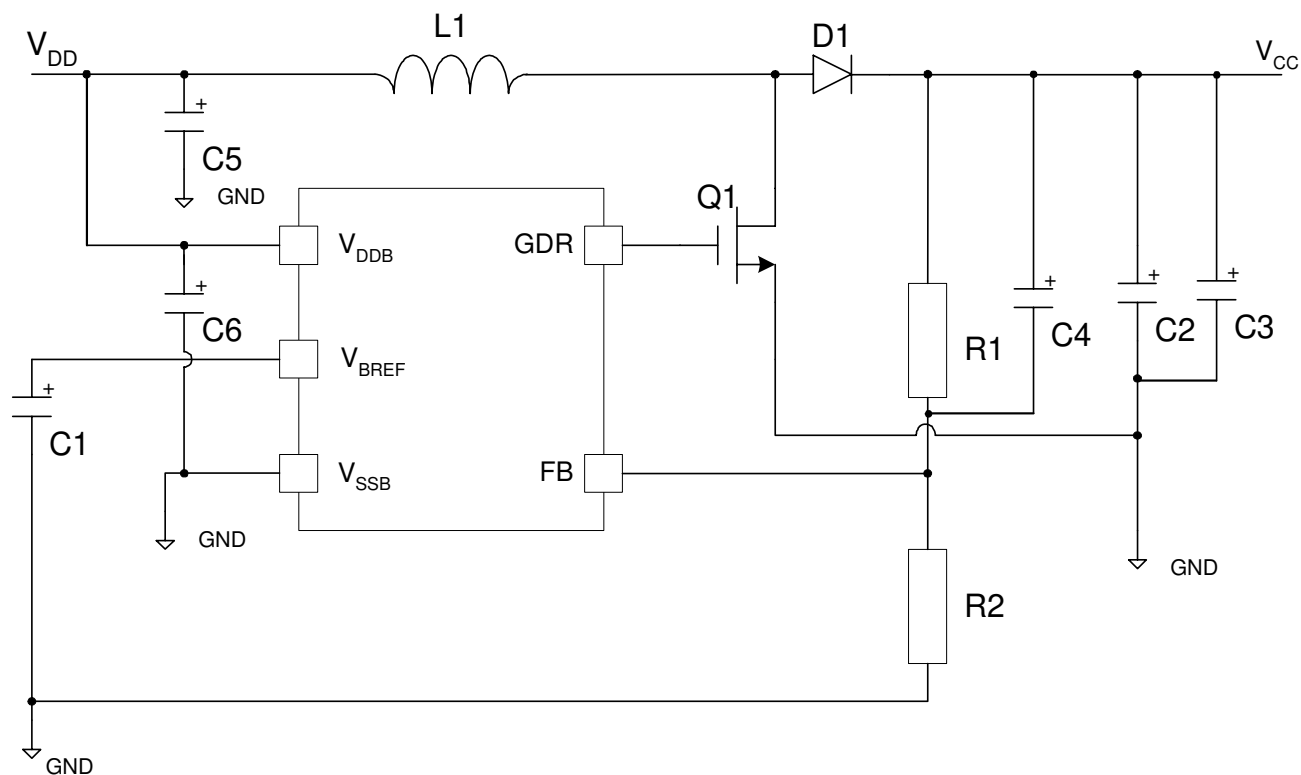 L1
D1
VDD
VCC
+
C5
GND
Q1
VDDB
GDR
+
C6
+
C4
+
C2
+
C3
R1
VBREF
+
C1
VSSB
FB
GND
GND
R2
GND